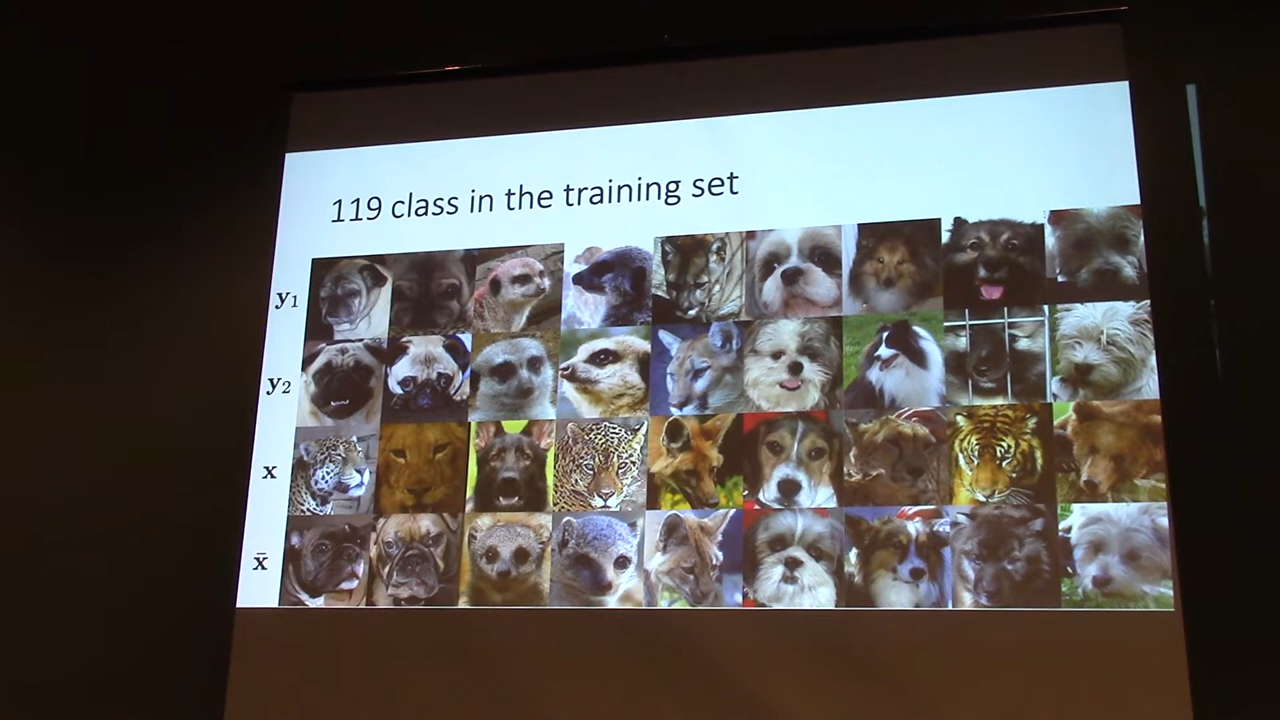 119 class in the training set
y₁
y₂
x
x̄